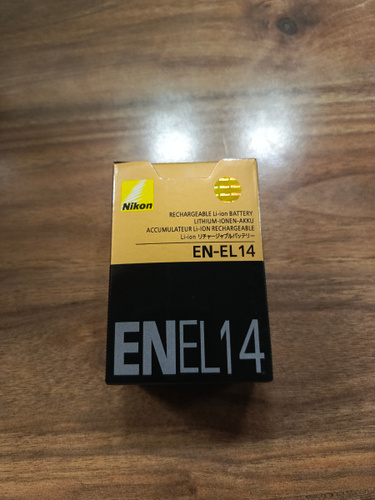 Nikon
RECHARGEABLE Li-ion BATTERY
LITHIUM-IONEN-AKKU
ACCUMULATEUR Li-ION RECHARGEABLE
Li-ion リチャージャブルバッテリー
EN-EL14
ENEL14